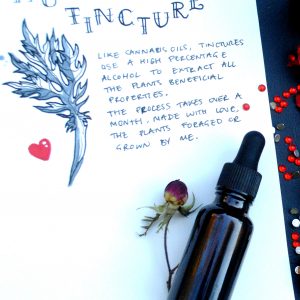 TINCTURE
LIKE CANNABIS OILS, TINCTURES
USE A HIGH PERCENTAGE
ALCOHOL TO EXTRACT ALL
THE PLANTS BENEFICIAL
PROPERTIES.
THE PROCESS TAKES OVER A
MONTH, MADE WITH LOVE,
THE PLANTS FORAGED OR
GROWN BY ME.